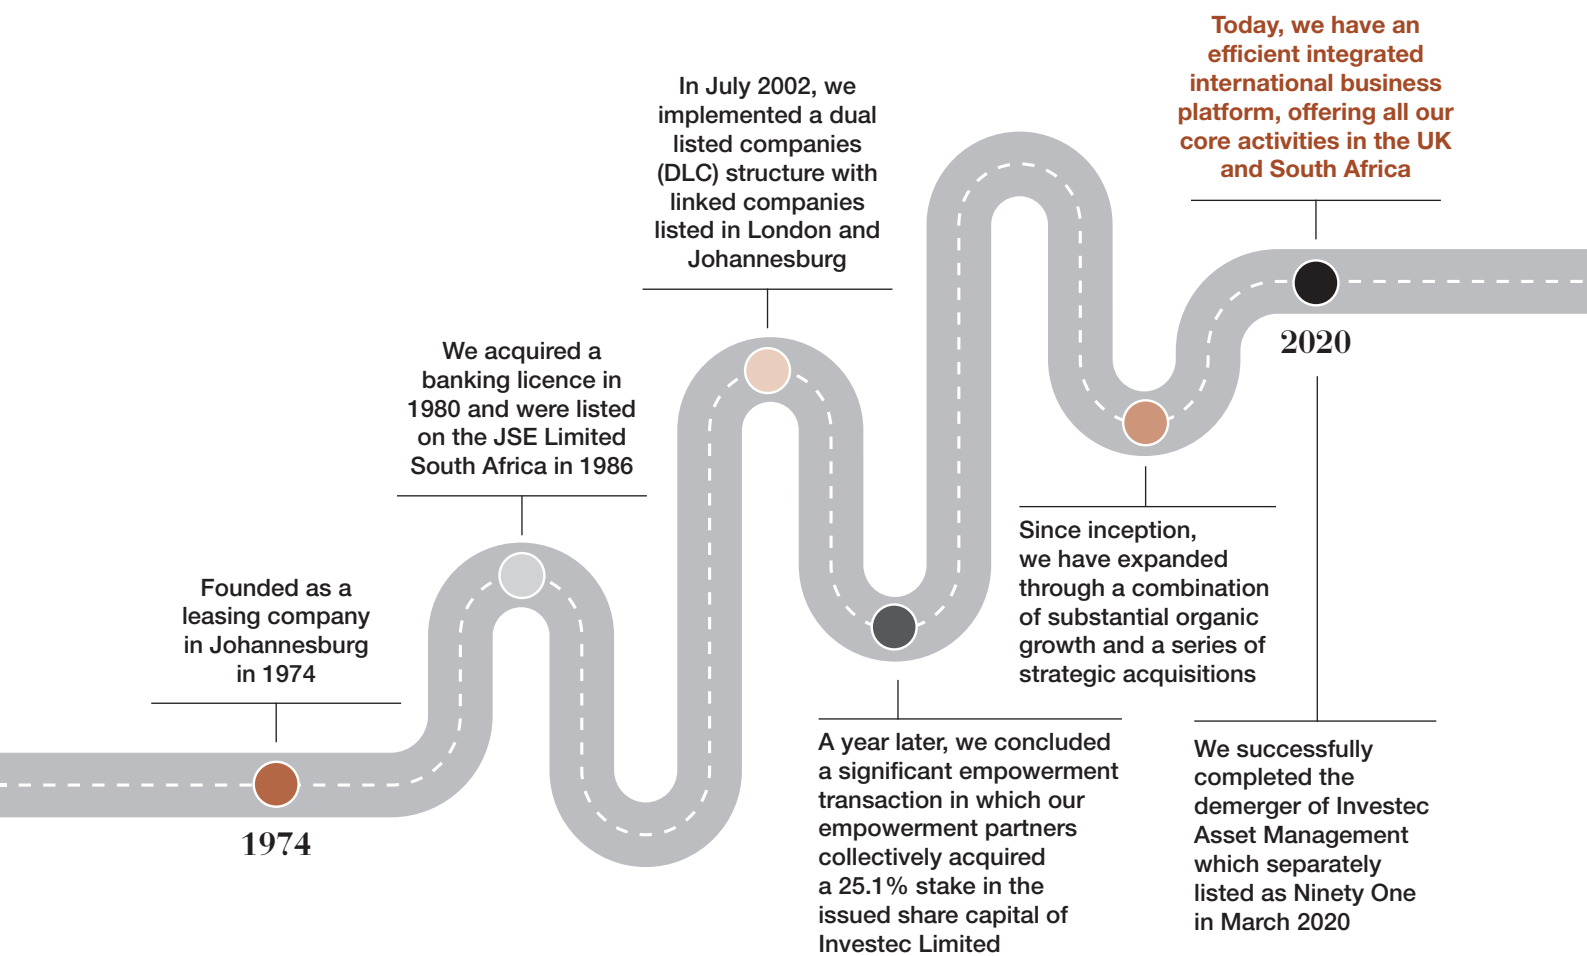 Founded as a
leasing company
in Johannesburg
in 1974
1974
We acquired a
banking licence in
1980 and were listed
on the JSE Limited
South Africa in 1986
In July 2002, we
implemented a dual
listed companies
(DLC) structure with
linked companies
listed in London and
Johannesburg
A year later, we concluded
a significant empowerment
transaction in which our
empowerment partners
collectively acquired
a 25.1% stake in the
issued share capital of
Investec Limited
Since inception,
we have expanded
through a combination
of substantial organic
growth and a series of
strategic acquisitions
Today, we have an
efficient integrated
international business
platform, offering all our
core activities in the UK
and South Africa
2020
We successfully
completed the
demerger of Investec
Asset Management
which separately
listed as Ninety One
in March 2020